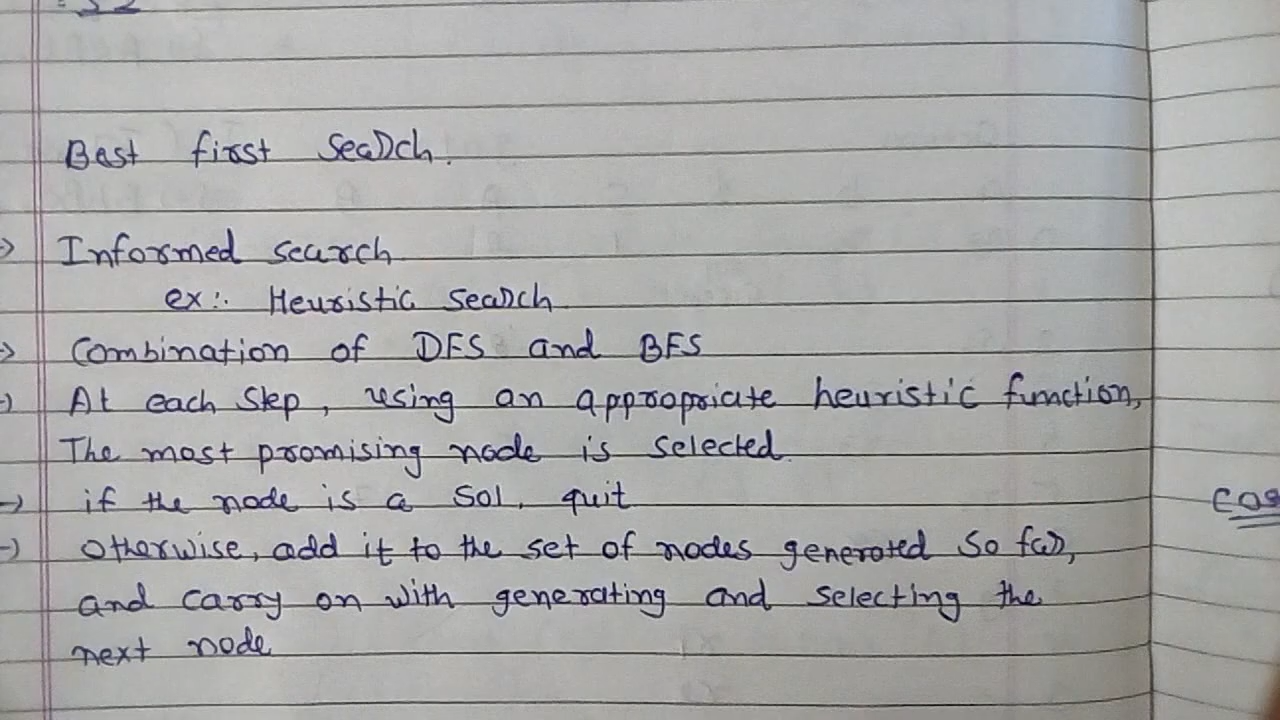 Best first search.
→ Informed search
ex:. Heuristic search
→ Combination of DFS and BFS
→ At each step, using an appropriate heuristic function,
The most promising node is selected.
→ if the node is a sol. quit
→ otherwise, add it to the set of nodes generated so far,
and carry on with generating and selecting the
next node